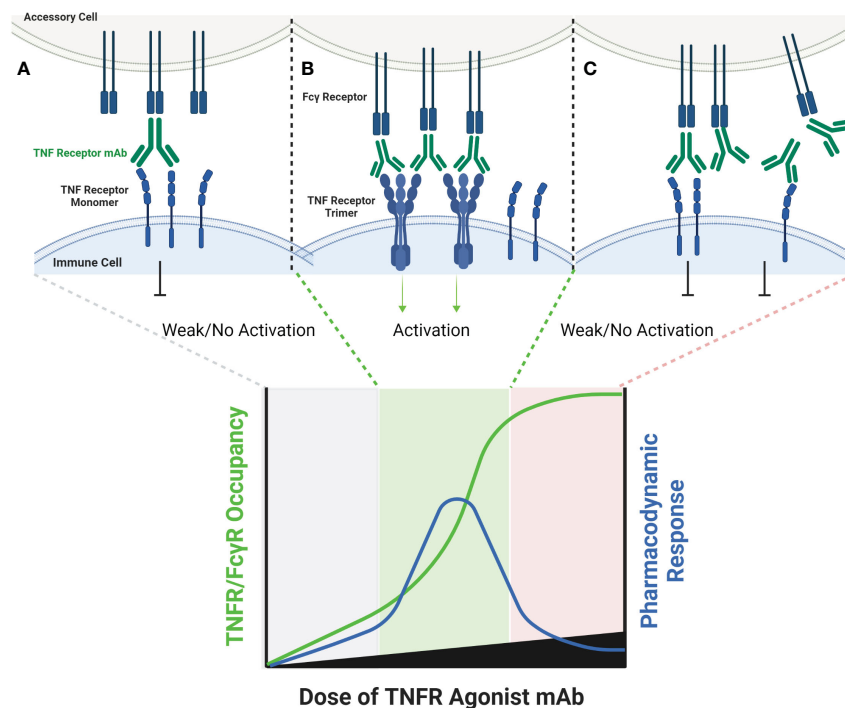 Accessory Cell
A
B
C
Fcγ Receptor
TNF Receptor mAb
TNF Receptor
Monomer
TNF Receptor
Trimer
Immune Cell
Weak/No Activation
Activation
Weak/No Activation
TNFR/FcγR Occupancy
Pharmacodynamic
Response
Dose of TNFR Agonist mAb